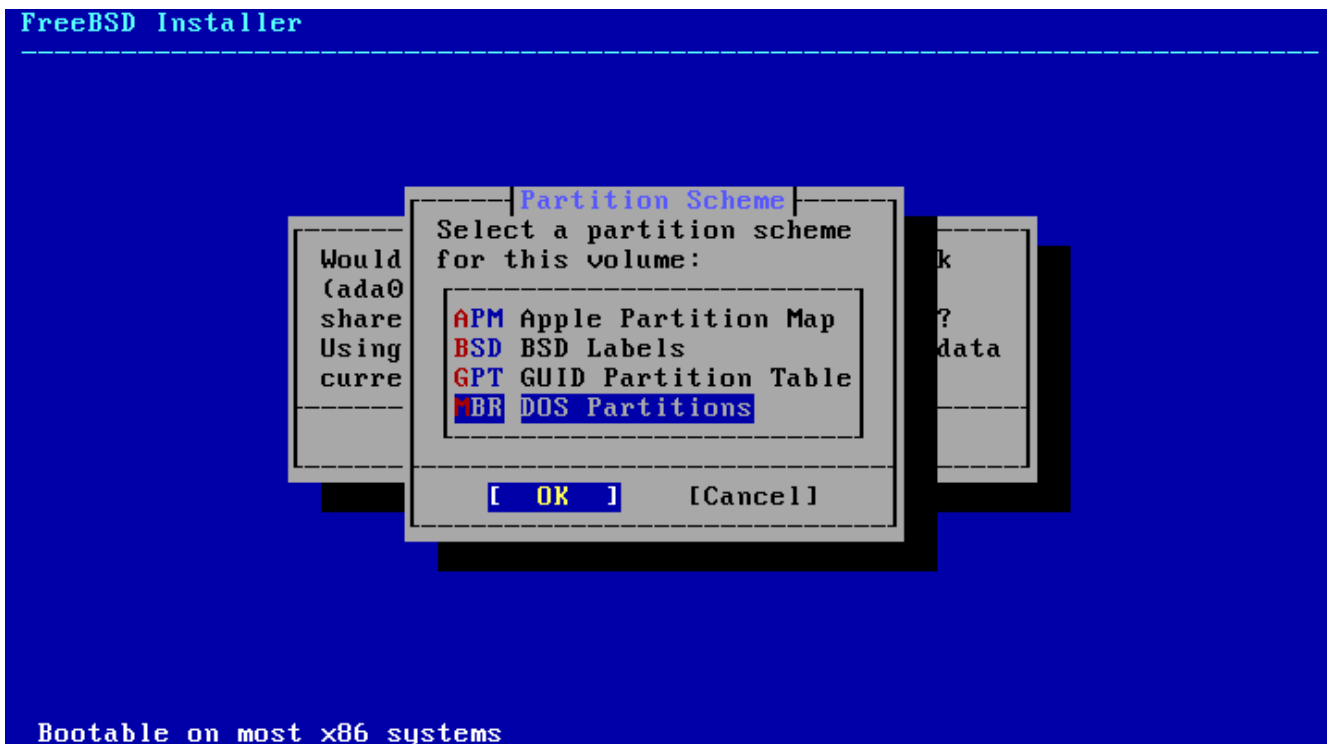 FreeBSD Installer
Partition Scheme
Select a partition scheme
for this volume:
Would
k
(ada0
share
?
Using
data
curre
APM Apple Partition Map
BSD BSD Labels
GPT GUID Partition Table
MBR DOS Partitions
[ OK ] [Cancel]
Bootable on most x86 systems